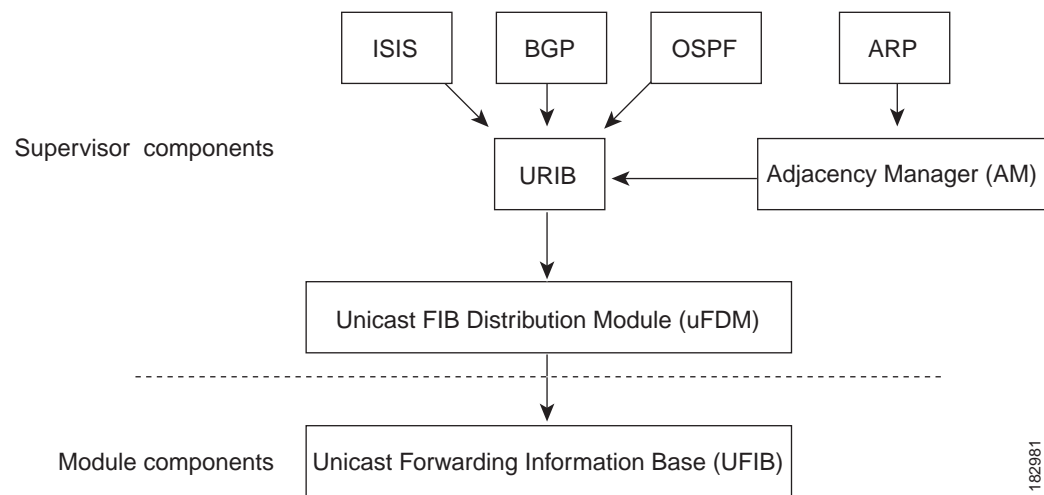 ISIS
BGP
OSPF
ARP
Supervisor components
URIB
Adjacency Manager (AM)
Unicast FIB Distribution Module (uFDM)
Module components
Unicast Forwarding Information Base (UFIB)
182981